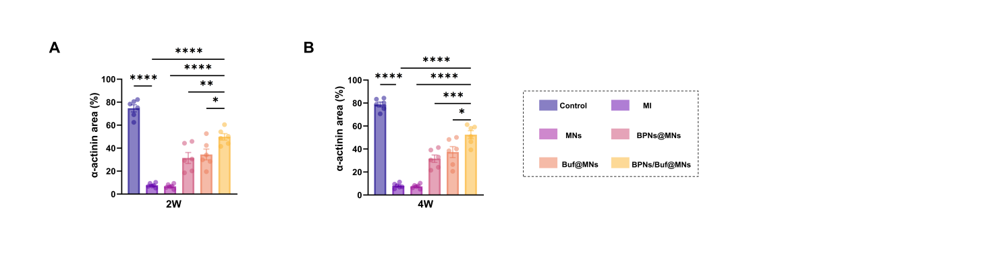 A
****
****
****
**
*
α-actinin area (%)
100
80
60
40
20
0
2W
B
****
****
****
***
*
α-actinin area (%)
100
80
60
40
20
0
4W
Control
MI
MNs
BPNs@MNs
Buf@MNs
BPNs/Buf@MNs